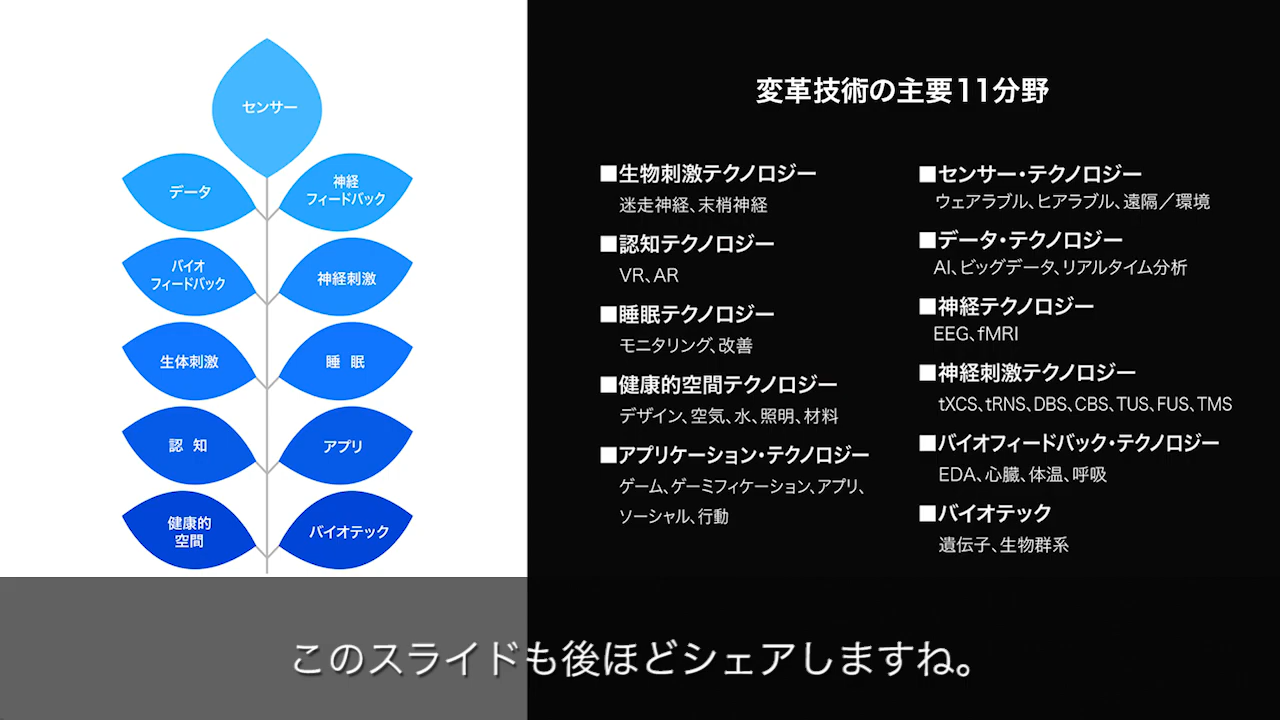 センサー
データ
神経
フィードバック
バイオ
フィードバック
神経刺激
生体刺激
睡 眠
認 知
アプリ
健康的
空間
バイオテック
変革技術の主要11分野
■生物刺激テクノロジー
迷走神経、末梢神経
■認知テクノロジー
VR、AR
■睡眠テクノロジー
モニタリング、改善
■健康的空間テクノロジー
デザイン、空気、水、照明、材料
■アプリケーション・テクノロジー
ゲーム、ゲーミフィケーション、アプリ、
ソーシャル、行動
■センサー・テクノロジー
ウェアラブル、ヒアラブル、遠隔／環境
■データ・テクノロジー
AI、ビッグデータ、リアルタイム分析
■神経テクノロジー
EEG、fMRI
■神経刺激テクノロジー
tXCS、tRNS、DBS、CBS、TUS、FUS、TMS
■バイオフィードバック・テクノロジー
EDA、心臓、体温、呼吸
■バイオテック
遺伝子、生物群系
このスライドも後ほどシェアしますね。